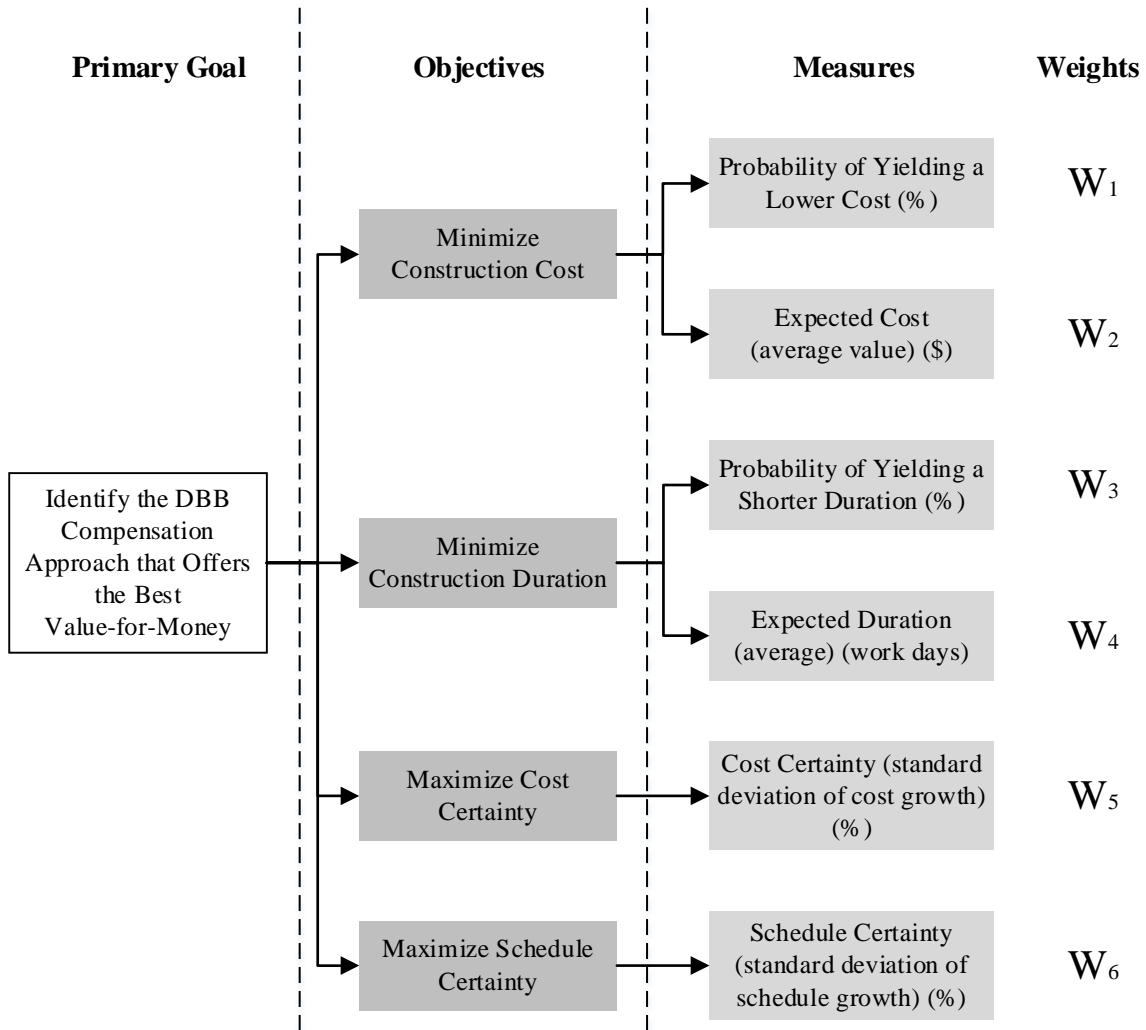 Primary Goal
Objectives
Measures
Weights
Identify the DBB
Compensation
Approach that Offers
the Best
Value-for-Money
Minimize
Construction Cost
Minimize
Construction Duration
Maximize Cost
Certainty
Maximize Schedule
Certainty
Probability of Yielding a
Lower Cost (%)
Expected Cost
(average value) ($)
Probability of Yielding a
Shorter Duration (%)
Expected Duration
(average) (work days)
Cost Certainty (standard
deviation of cost growth)
(%)
Schedule Certainty
(standard deviation of
schedule growth) (%)
W1
W2
W3
W4
W5
W6